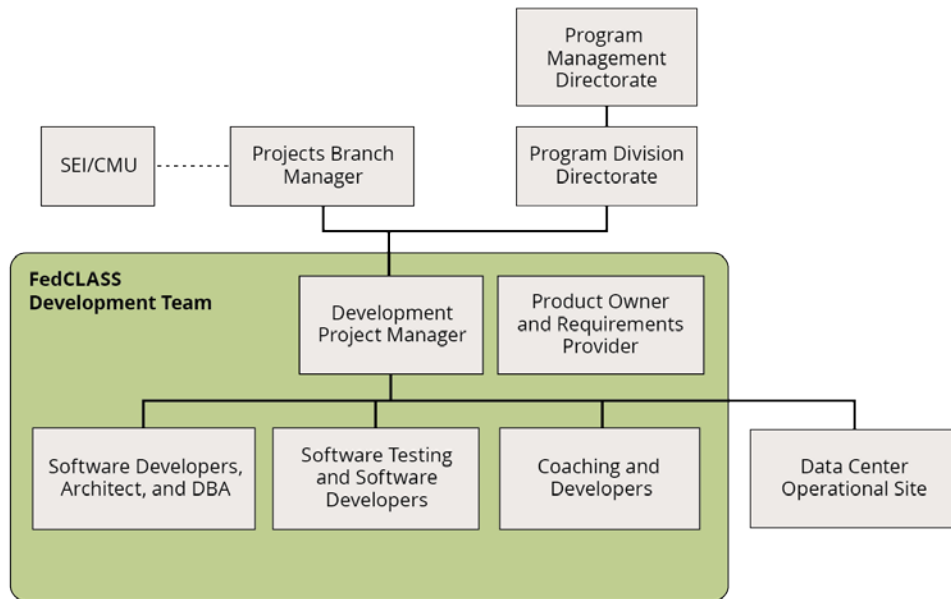 Program
Management
Directorate
SEI/CMU
Projects Branch
Manager
Program Division
Directorate
FedCLASS
Development Team
Development
Project Manager
Product Owner
and Requirements
Provider
Software Developers,
Architect, and DBA
Software Testing
and Software
Developers
Coaching and
Developers
Data Center
Operational Site